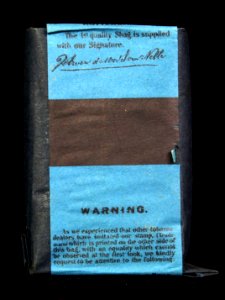 The 1st quality Shag is supplied
with our Signature.
WARNING.
As we experienced that other tobacco
dealers have imitated our stamp,
which is printed on the other side of
this bag, with an equality which cannot
be observed at the first look, we kindly
request to be attentive to the following: